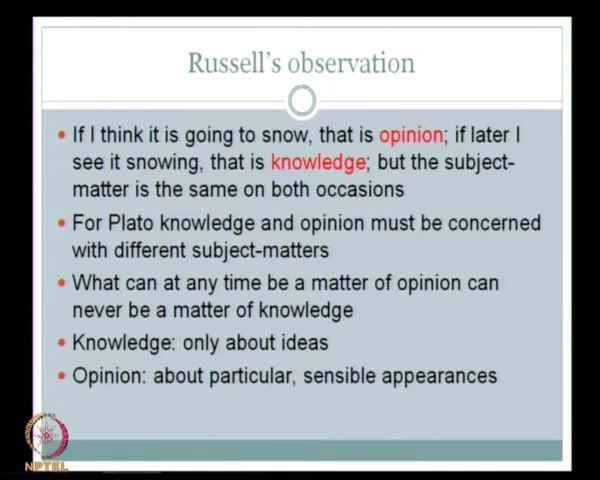 Russell's observation
If I think it is going to snow, that is opinion; if later I
see it snowing, that is knowledge; but the subject-
matter is the same on both occasions
For Plato knowledge and opinion must be concerned
with different subject-matters
What can at any time be a matter of opinion can
never be a matter of knowledge
Knowledge: only about ideas
Opinion: about particular, sensible appearances
NPTEL